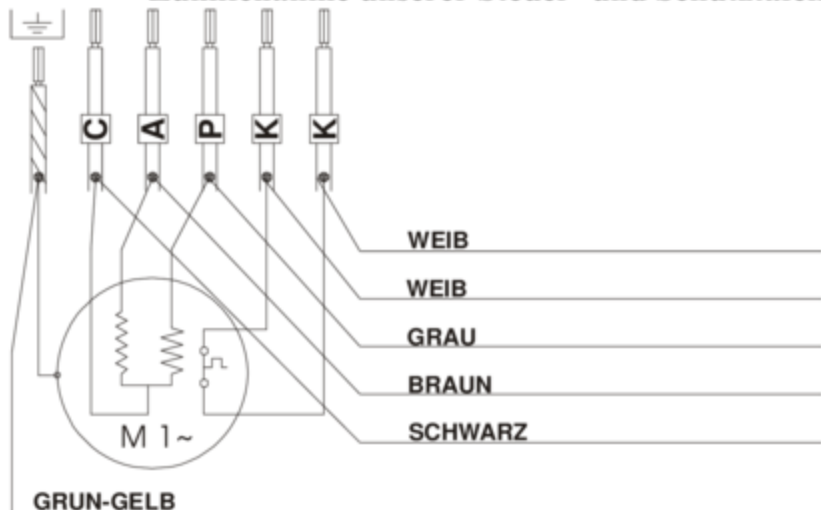 C A P K K
WEIB
WEIB
GRAU
BRAUN
SCHWARZ
M 1~
GRUN-GELB